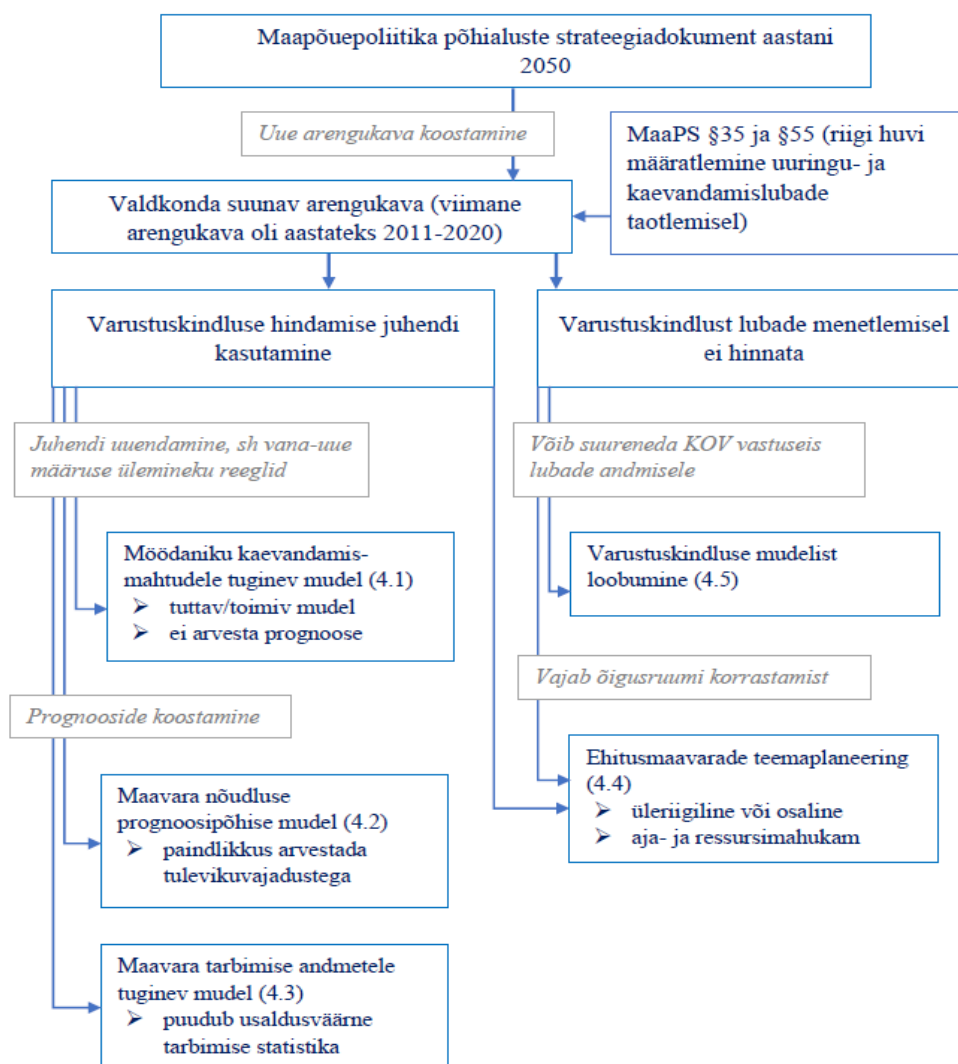 Maapõuepoliitika põhialuste strateegiadokument aastani
2050
Uue arengukava koostamine
MaaPS §35 ja §55 (riigi huvi
määratlemine uuringu- ja
kaevandamislubade
taotlemisel)
Valdkonda suunav arengukava (viimane
arengukava oli aastateks 2011-2020)
Varustuskindluse hindamise juhendi
kasutamine
Varustuskindlust lubade menetlemisel
ei hinnata
Juhendi uuendamine, sh vana-uue
määruse ülemineku reeglid
Võib suureneda KOV vastuseis
lubade andmisele
Möödaniku kaevandamis-
mahtudele tuginev mudel (4.1)
➢ tuttav/toimiv mudel
➢ ei arvesta prognoose
Varustuskindluse mudelist
loobumine (4.5)
Prognooside koostamine
Vajab õigusruumi korrastamist
Maavara nõudluse
prognoosipõhise mudel (4.2)
➢ paindlikkus arvestada
tulevikuvajadustega
Ehitusmaavarade teemaplaneering
(4.4)
➢ üleriigiline või osaline
➢ aja- ja ressursimahukam
Maavara tarbimise andmetele
tuginev mudel (4.3)
➢ puudub usaldusväärne
tarbimise statistika